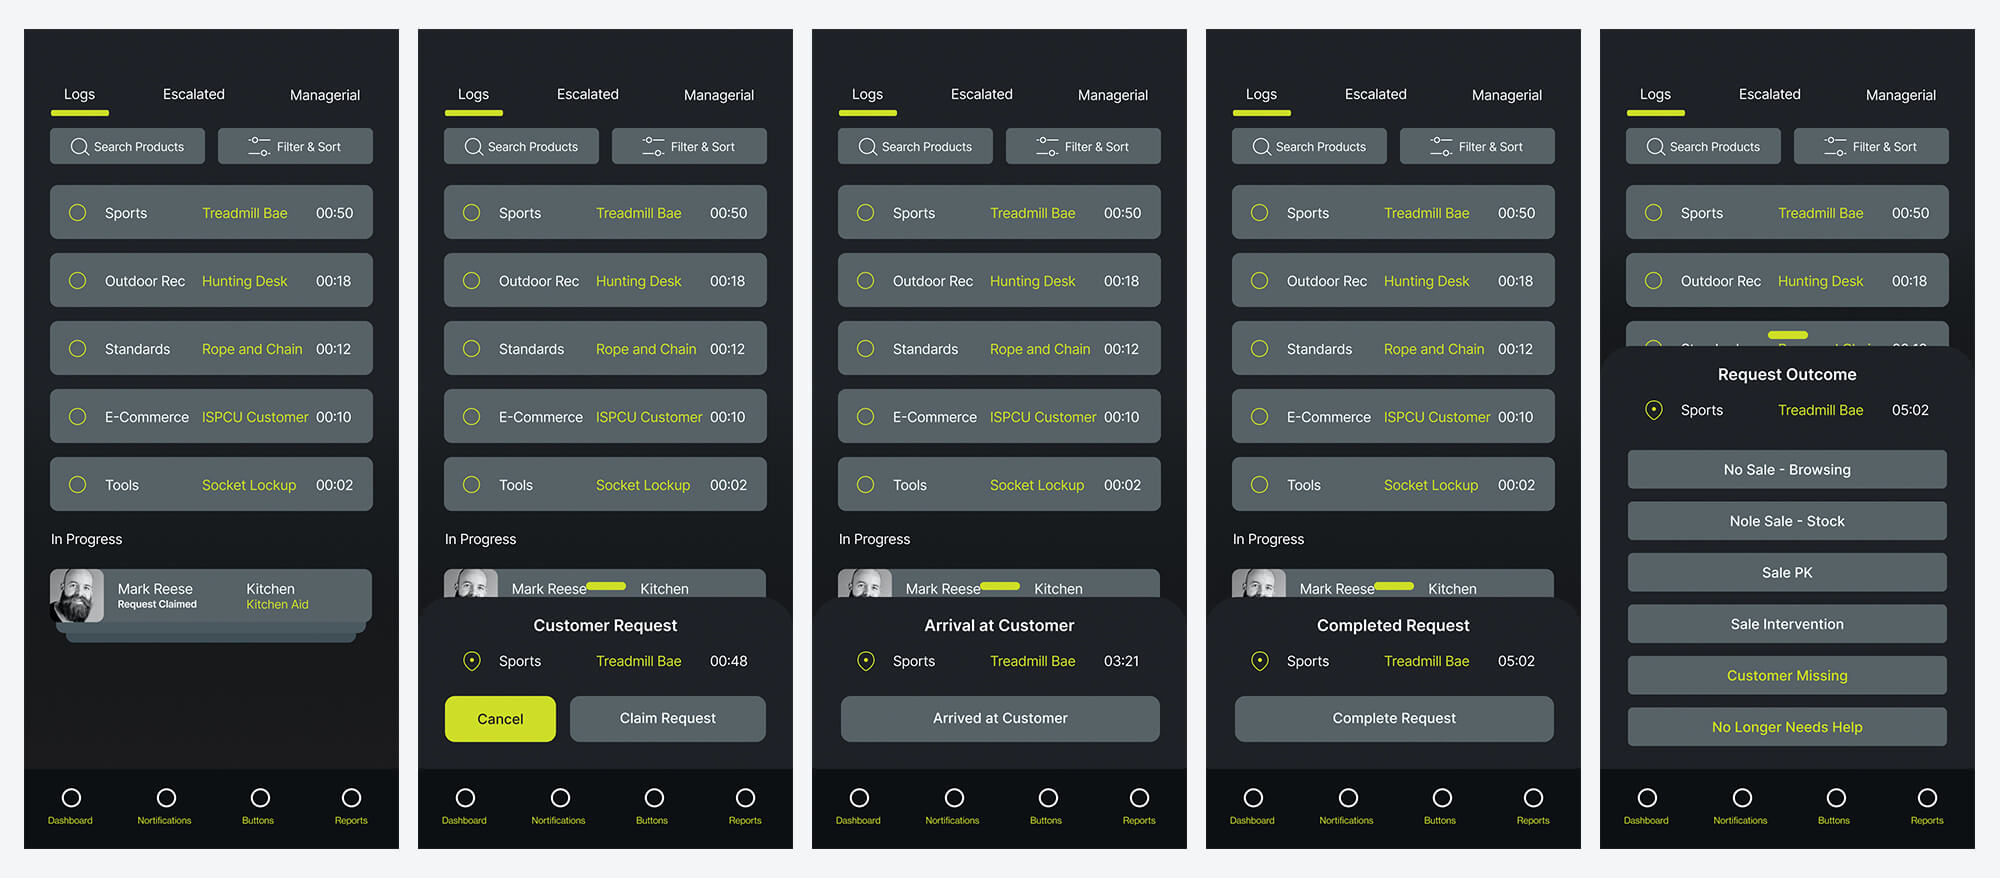 Logs Escalated Managerial
Search Products Filter & Sort
Sports Treadmill Bae 00:50
Outdoor Rec Hunting Desk 00:18
Standards Rope and Chain 00:12
E-Commerce ISPCU Customer 00:10
Tools Socket Lockup 00:02
In Progress
Mark Reese Kitchen
Request Claimed Kitchen Aid
Dashboard Nortifications Buttons Reports
Logs Escalated Managerial
Search Products Filter & Sort
Sports Treadmill Bae 00:50
Outdoor Rec Hunting Desk 00:18
Standards Rope and Chain 00:12
E-Commerce ISPCU Customer 00:10
Tools Socket Lockup 00:02
In Progress
Mark Reese Kitchen
Customer Request
Sports Treadmill Bae 00:48
Cancel Claim Request
Dashboard Nortifications Buttons Reports
Logs Escalated Managerial
Search Products Filter & Sort
Sports Treadmill Bae 00:50
Outdoor Rec Hunting Desk 00:18
Standards Rope and Chain 00:12
E-Commerce ISPCU Customer 00:10
Tools Socket Lockup 00:02
In Progress
Mark Reese Kitchen
Arrival at Customer
Sports Treadmill Bae 03:21
Arrived at Customer
Dashboard Nortifications Buttons Reports
Logs Escalated Managerial
Search Products Filter & Sort
Sports Treadmill Bae 00:50
Outdoor Rec Hunting Desk 00:18
Standards Rope and Chain 00:12
E-Commerce ISPCU Customer 00:10
Tools Socket Lockup 00:02
In Progress
Mark Reese Kitchen
Completed Request
Sports Treadmill Bae 05:02
Complete Request
Dashboard Nortifications Buttons Reports
Logs Escalated Managerial
Search Products Filter & Sort
Sports Treadmill Bae 00:50
Outdoor Rec Hunting Desk 00:18
Request Outcome
Sports Treadmill Bae 05:02
No Sale - Browsing
Nole Sale - Stock
Sale PK
Sale Intervention
Customer Missing
No Longer Needs Help
Dashboard Nortifications Buttons Reports